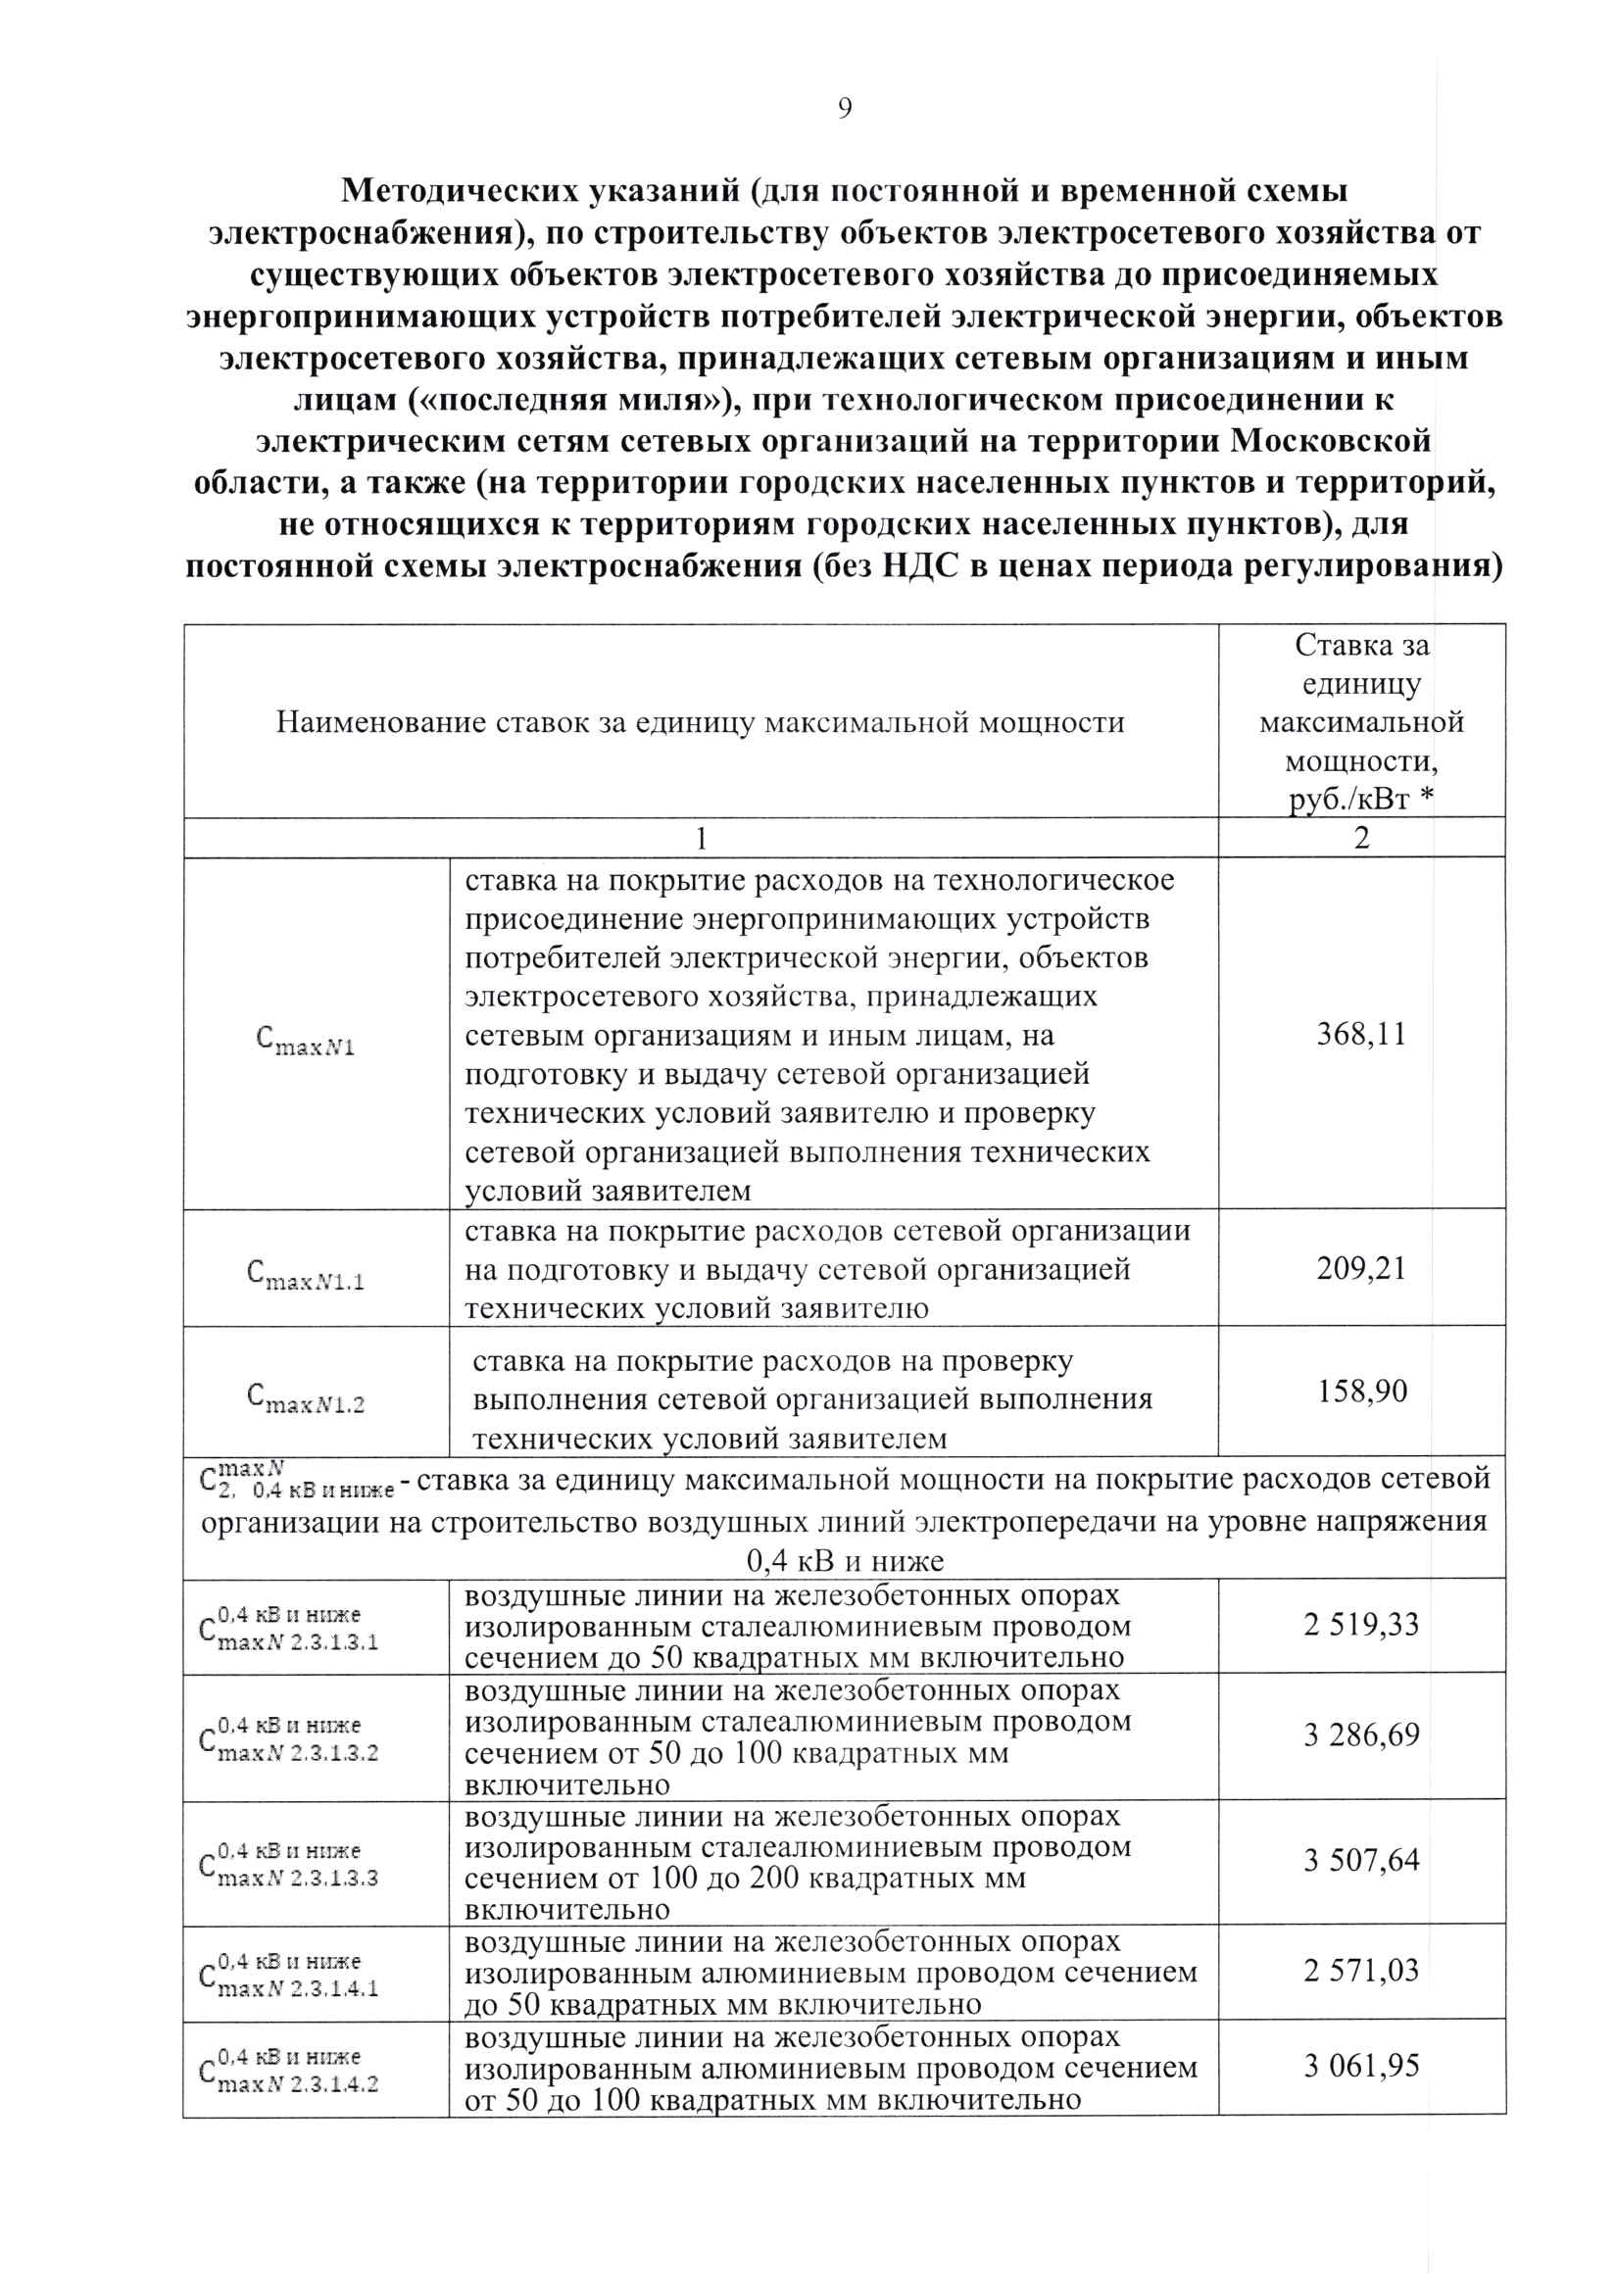 9
Методических указаний (для постоянной и временной схемы
электроснабжения), по строительству объектов электросетевого хозяйства от
существующих объектов электросетевого хозяйства до присоединяемых
энергопринимающих устройств потребителей электрической энергии, объектов
электросетевого хозяйства, принадлежащих сетевым организациям и иным
лицам («последняя миля»), при технологическом присоединении к
электрическим сетям сетевых организаций на территории Московской
области, а также (на территории городских населенных пунктов и территорий,
не относящихся к территориям городских населенных пунктов), для
постоянной схемы электроснабжения (без НДС в ценах периода регулирования)
Наименование ставок за единицу максимальной мощности
Ставка за
единицу
максимальной
мощности,
руб./кВт *
1
2
C maxN1
ставка на покрытие расходов на технологическое
присоединение энергопринимающих устройств
потребителей электрической энергии, объектов
электросетевого хозяйства, принадлежащих
сетевым организациям и иным лицам, на
подготовку и выдачу сетевой организацией
технических условий заявителю и проверку
сетевой организацией выполнения технических
условий заявителем
368,11
C maxN1.1
ставка на покрытие расходов сетевой организации
на подготовку и выдачу сетевой организацией
технических условий заявителю
209,21
C maxN1.2
ставка на покрытие расходов на проверку
выполнения сетевой организацией выполнения
технических условий заявителем
158,90
C maxN 2, 0,4 кВ и ниже - ставка за единицу максимальной мощности на покрытие расходов сетевой
организации на строительство воздушных линий электропередачи на уровне напряжения
0,4 кВ и ниже
C 0,4 кВ и ниже
maxN 2.3.1.3.1
воздушные линии на железобетонных опорах
изолированным сталеалюминиевым проводом
сечением до 50 квадратных мм включительно
2 519,33
C 0,4 кВ и ниже
maxN 2.3.1.3.2
воздушные линии на железобетонных опорах
изолированным сталеалюминиевым проводом
сечением от 50 до 100 квадратных мм
включительно
3 286,69
C 0,4 кВ и ниже
maxN 2.3.1.3.3
воздушные линии на железобетонных опорах
изолированным сталеалюминиевым проводом
сечением от 100 до 200 квадратных мм
включительно
3 507,64
C 0,4 кВ и ниже
maxN 2.3.1.4.1
воздушные линии на железобетонных опорах
изолированным алюминиевым проводом сечением
до 50 квадратных мм включительно
2 571,03
C 0,4 кВ и ниже
maxN 2.3.1.4.2
воздушные линии на железобетонных опорах
изолированным алюминиевым проводом сечением
от 50 до 100 квадратных мм включительно
3 061,95